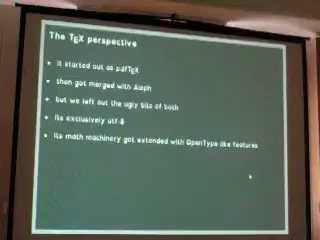 The TEX perspective
it started out as pdfTEX
then got merged with Aleph
but we left out the ugly bits of both
its exclusively utf-8
its math machinery got extended with OpenType like features